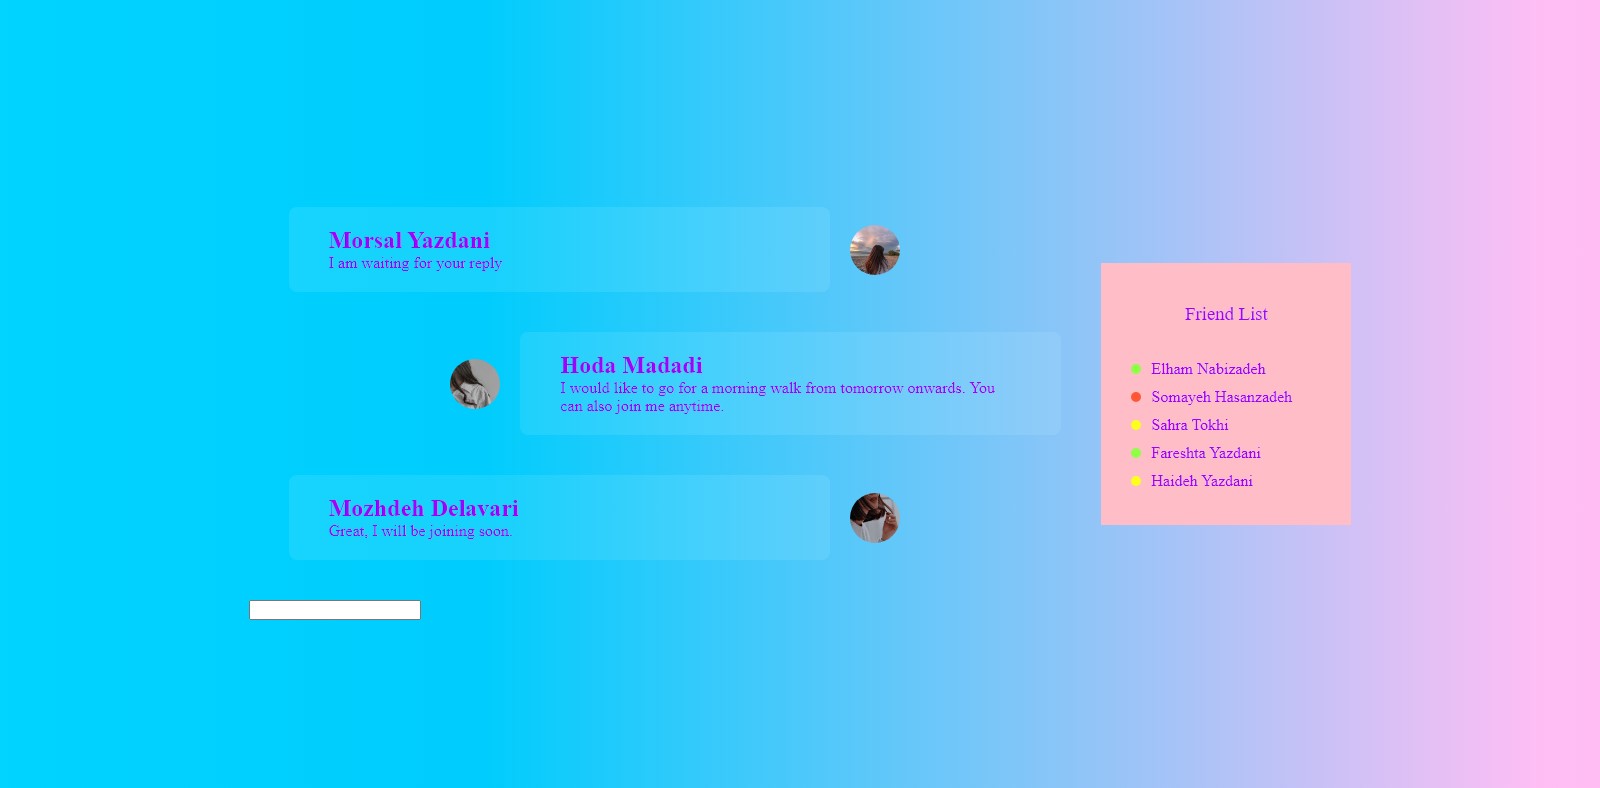 Morsal Yazdani
I am waiting for your reply
Hoda Madadi
I would like to go for a morning walk from tomorrow onwards. You
can also join me anytime.
Mozhdeh Delavari
Great, I will be joining soon.
Friend List
Elham Nabizadeh
Somayeh Hasanzadeh
Sahra Tokhi
Fareshta Yazdani
Haideh Yazdani